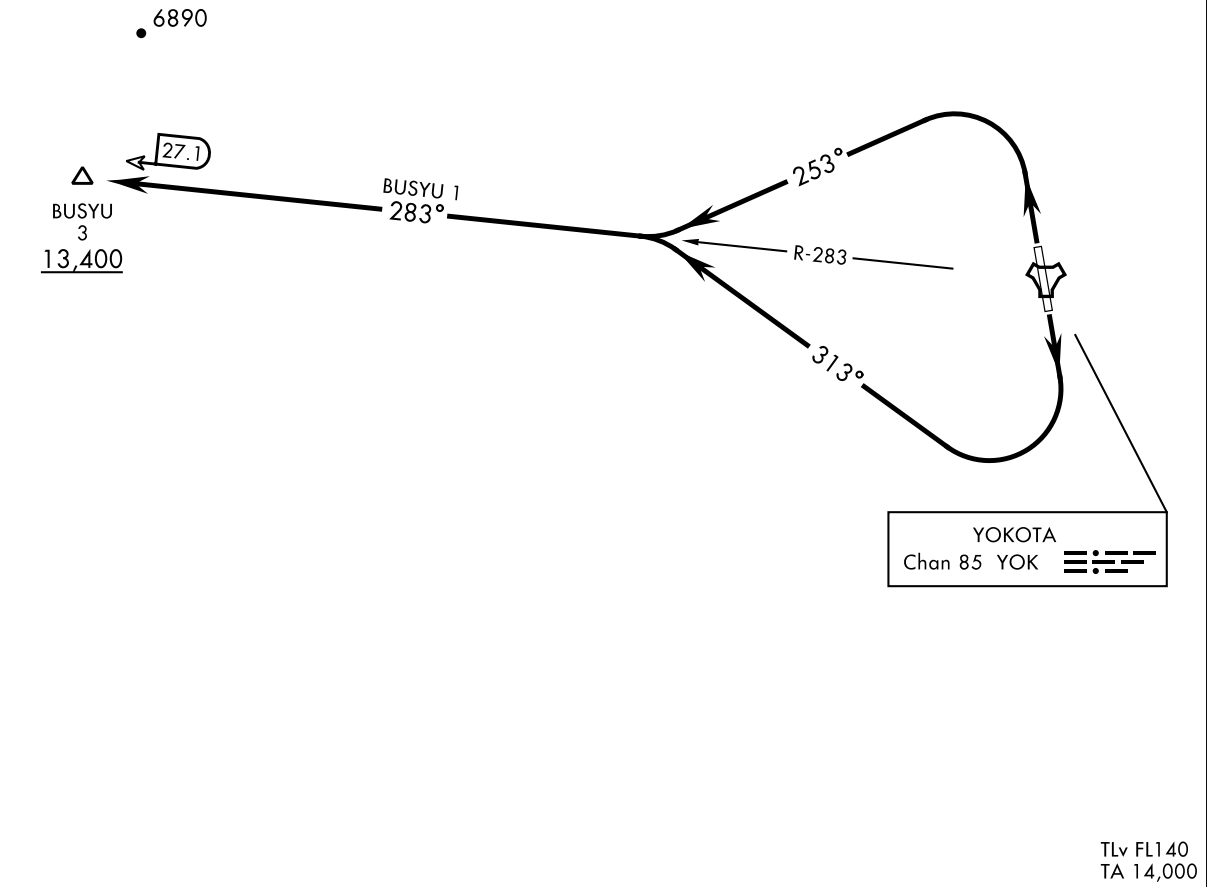 6890
27.1
BUSYU
3
13,400
BUSYU 1
283°
253°
R-283
313°
YOKOTA
Chan 85 YOK
TLv FL140
TA 14,000